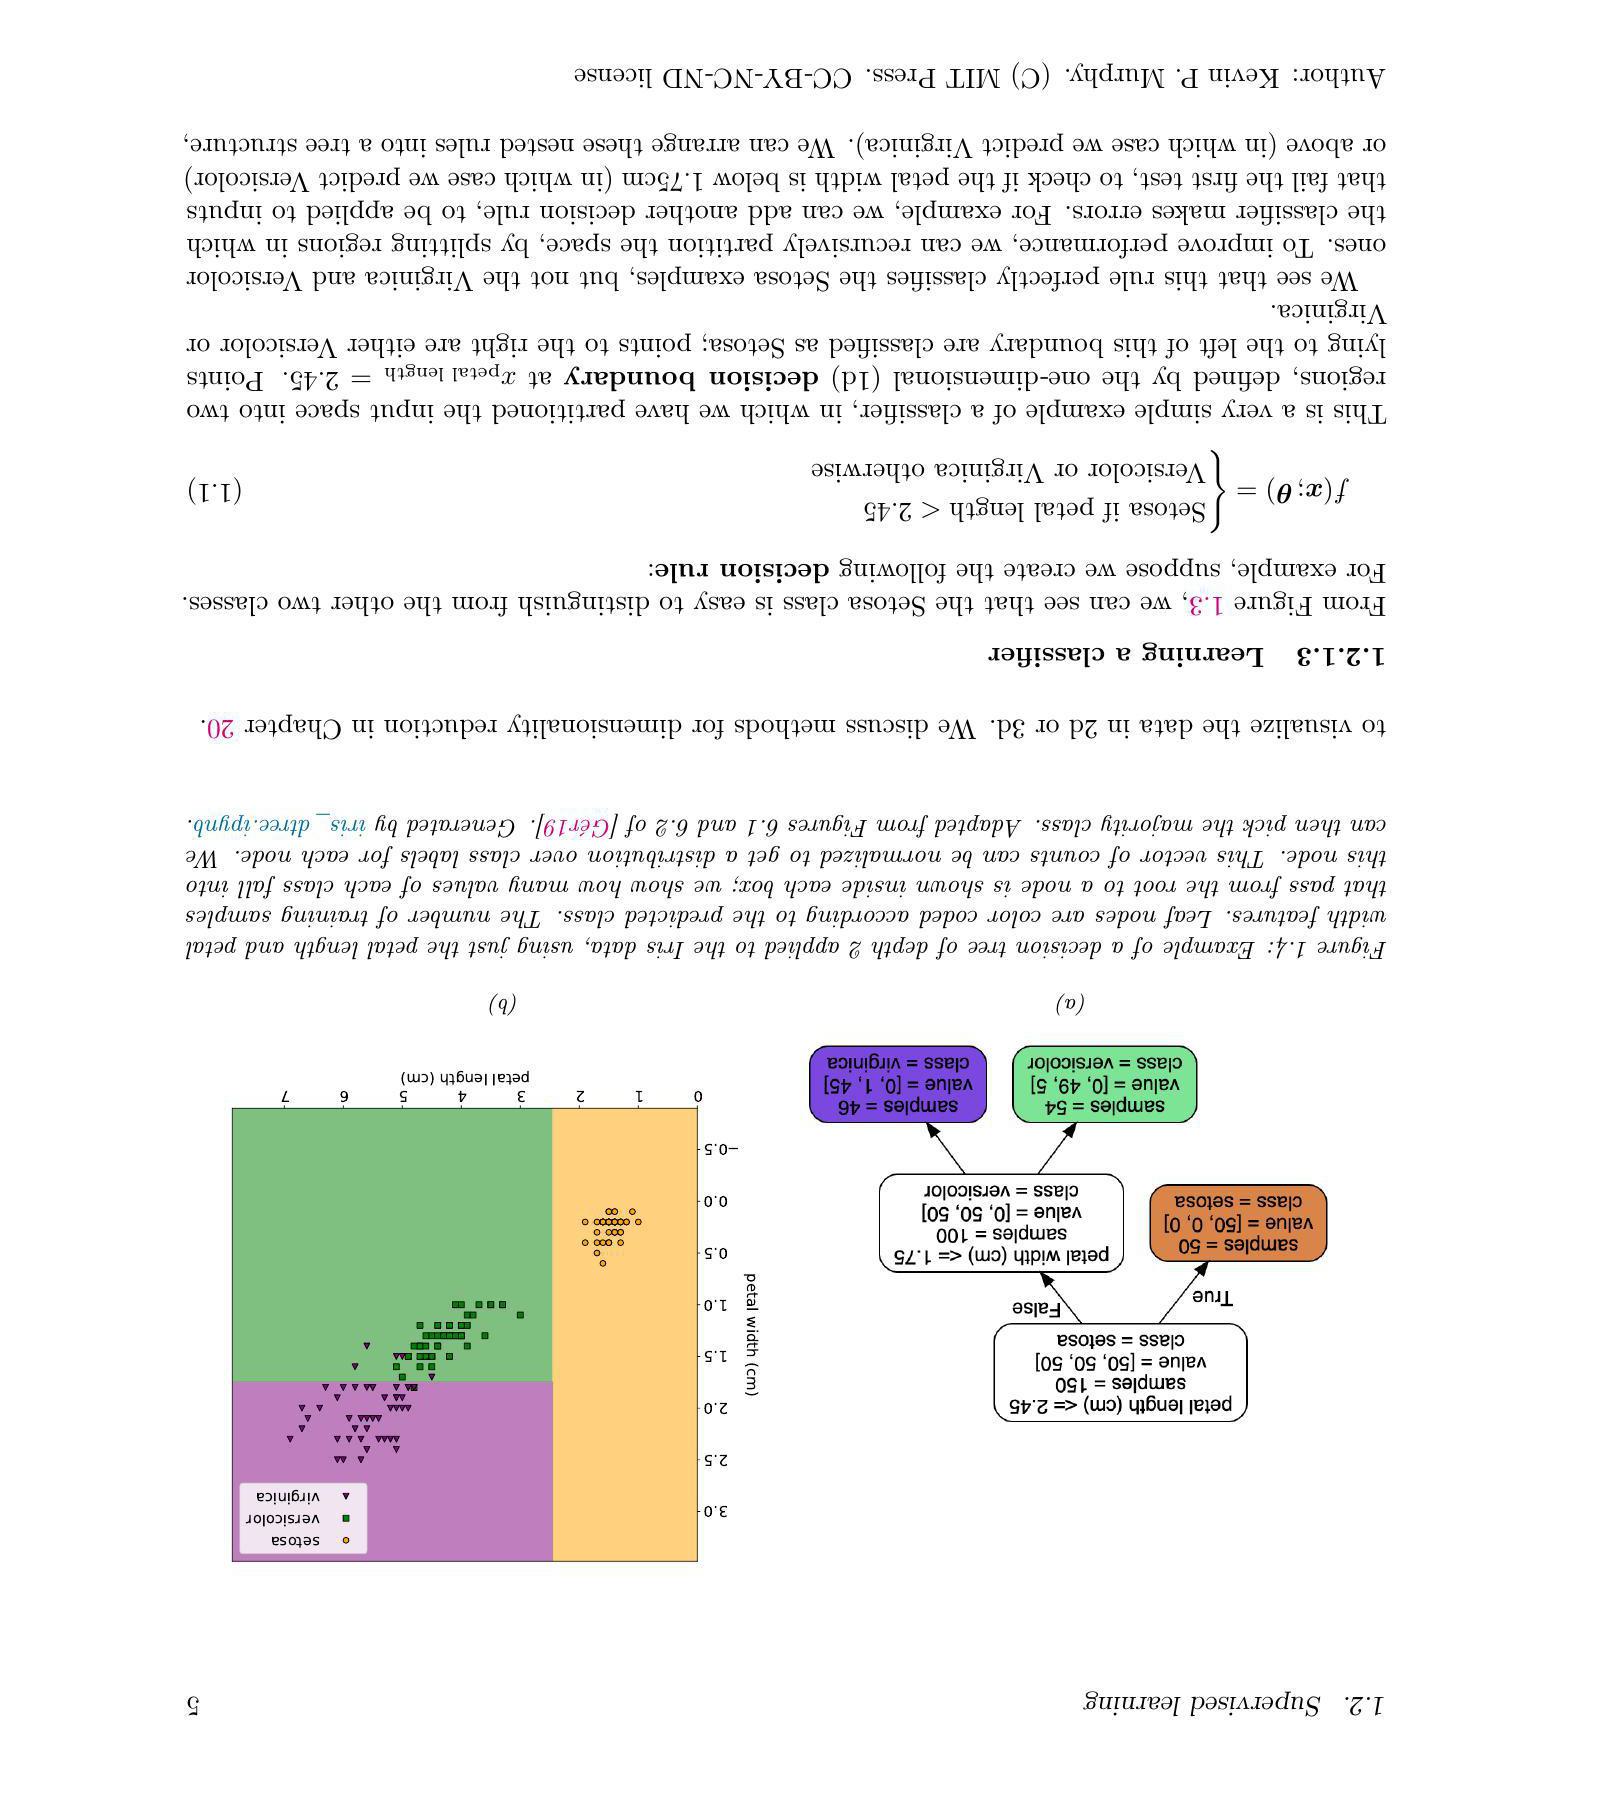 1.2. Supervised learning 5
petal length (cm) <= 2.45
samples = 150
value = [50, 50, 50]
class = setosa
True
False
samples = 50
value = [50, 0, 0]
class = setosa
petal width (cm) <= 1.75
samples = 100
value = [0, 50, 50]
class = versicolor
samples = 54
value = [0, 49, 5]
class = versicolor
samples = 46
value = [0, 1, 45]
class = virginica
(a)
setosa
versicolor
virginica
3.0
2.5
2.0
1.5
1.0
0.5
0.0
−0.5
petal width (cm)
0 1 2 3 4 5 6 7
petal length (cm)
(b)
Figure 1.4: Example of a decision tree of depth 2 applied to the Iris data, using just the petal length and petal
width features. Leaf nodes are color coded according to the predicted class. The number of training samples
that pass from the root to a node is shown inside each box; we show how many values of each class fall into
this node. This vector of counts can be normalized to get a distribution over class labels for each node. We
can then pick the majority class. Adapted from Figures 6.1 and 6.2 of [Gér19]. Generated by iris_dtree.ipynb.
to visualize the data in 2d or 3d. We discuss methods for dimensionality reduction in Chapter 20.
1.2.1.3 Learning a classifier
From Figure 1.3, we can see that the Setosa class is easy to distinguish from the other two classes.
For example, suppose we create the following decision rule:
f(x; θ) = { Setosa if petal length < 2.45
Versicolor or Virginica otherwise (1.1)
This is a very simple example of a classifier, in which we have partitioned the input space into two
regions, defined by the one-dimensional (1d) decision boundary at x petal length = 2.45. Points
lying to the left of this boundary are classified as Setosa; points to the right are either Versicolor or
Virginica.
We see that this rule perfectly classifies the Setosa examples, but not the Virginica and Versicolor
ones. To improve performance, we can recursively partition the space, by splitting regions in which
the classifier makes errors. For example, we can add another decision rule, to be applied to inputs
that fail the first test, to check if the petal width is below 1.75cm (in which case we predict Versicolor)
or above (in which case we predict Virginica). We can arrange these nested rules into a tree structure,
Author: Kevin P. Murphy. (C) MIT Press. CC-BY-NC-ND license